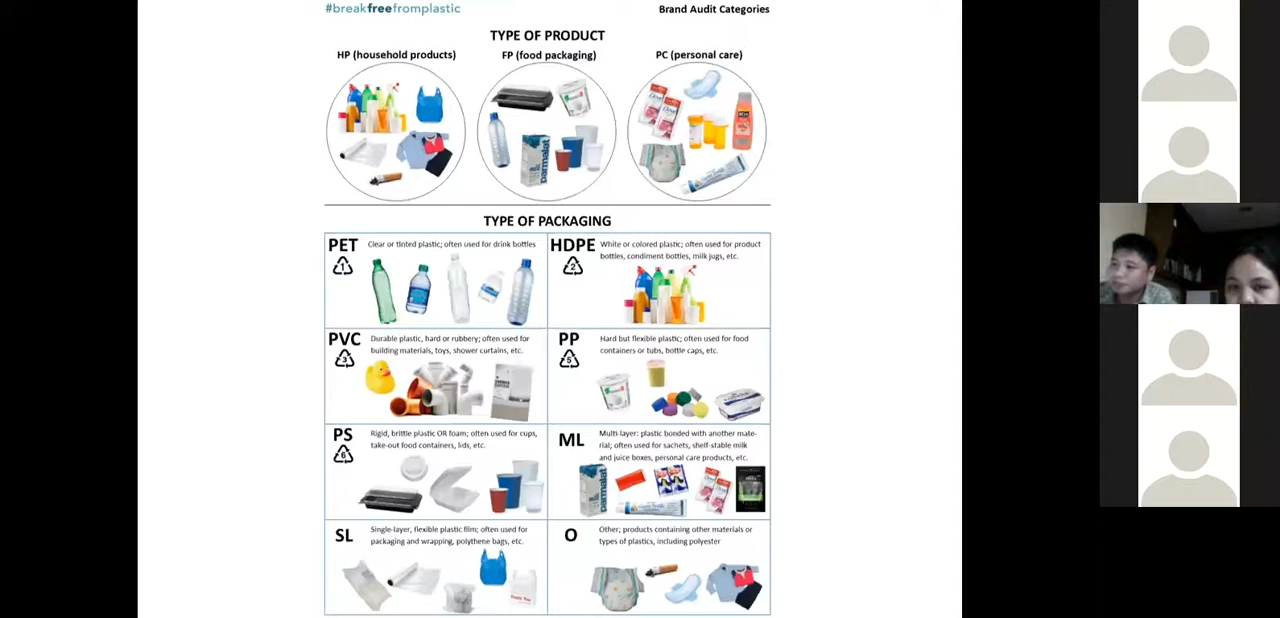 #breakfreefromplastic
Brand Audit Categories
TYPE OF PRODUCT
HP (household products)
FP (food packaging)
PC (personal care)
parmalat
TYPE OF PACKAGING
PET
1
Clear or tinted plastic; often used for drink bottles
HDPE
2
White or colored plastic; often used for product
bottles, condiment bottles, milk jugs, etc.
PVC
3
Durable plastic, hard or rubbery; often used for
building materials, toys, shower curtains, etc.
PP
5
Hard but flexible plastic; often used for food
containers or tubs, bottle caps, etc.
PS
6
Rigid, brittle plastic OR foam; often used for cups,
take-out food containers, lids, etc.
ML
Multi-layer: plastic bonded with another mate-
rial; often used for sachets, shelf-stable milk
and juice boxes, personal care products, etc.
parmalat
SL
Single-layer, flexible plastic film; often used for
packaging and wrapping, polythene bags, etc.
O
Other; products containing other materials or
types of plastics, including polyester